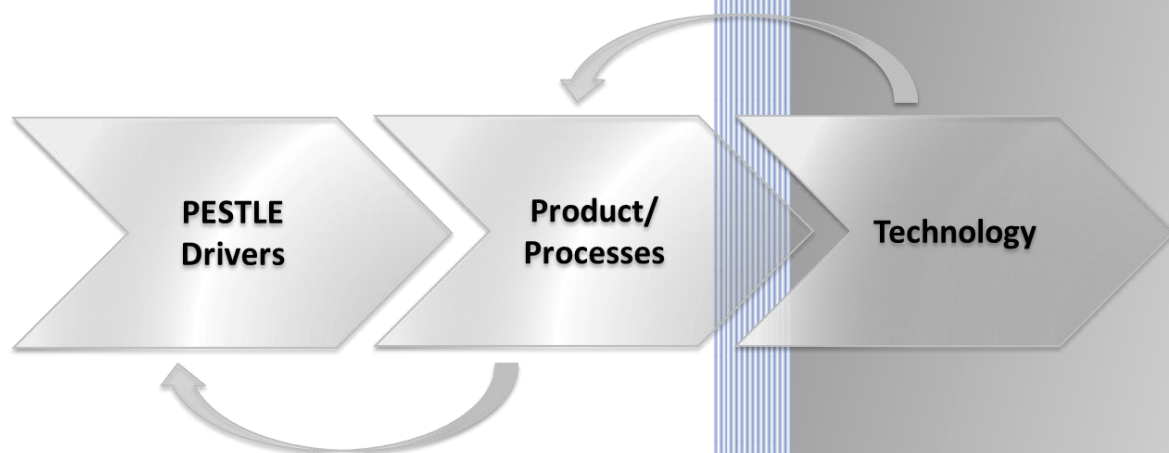 PESTLE
Drivers
Product/
Processes
Technology